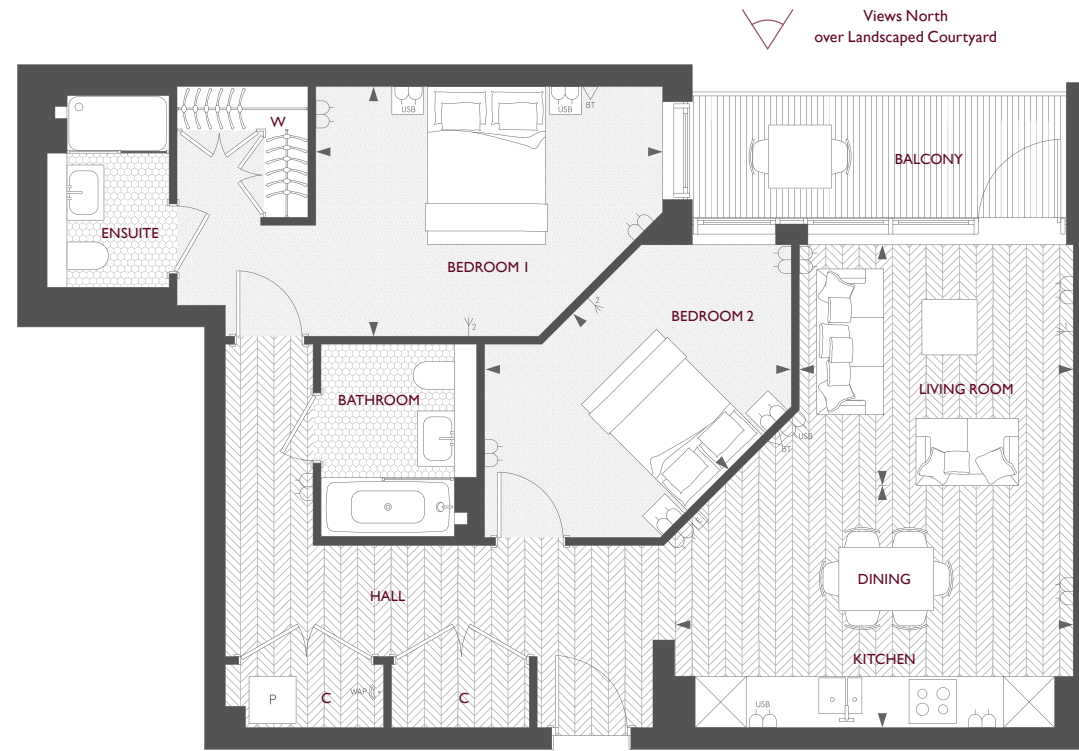 Views North
over Landscaped Courtyard
W
USB
USB
BT
BALCONY
ENSUITE
BEDROOM 1
2
2
BEDROOM 2
1
LIVING ROOM
BATHROOM
USB
BT
E
DINING
HALL
KITCHEN
P
C
WAP
C
USB